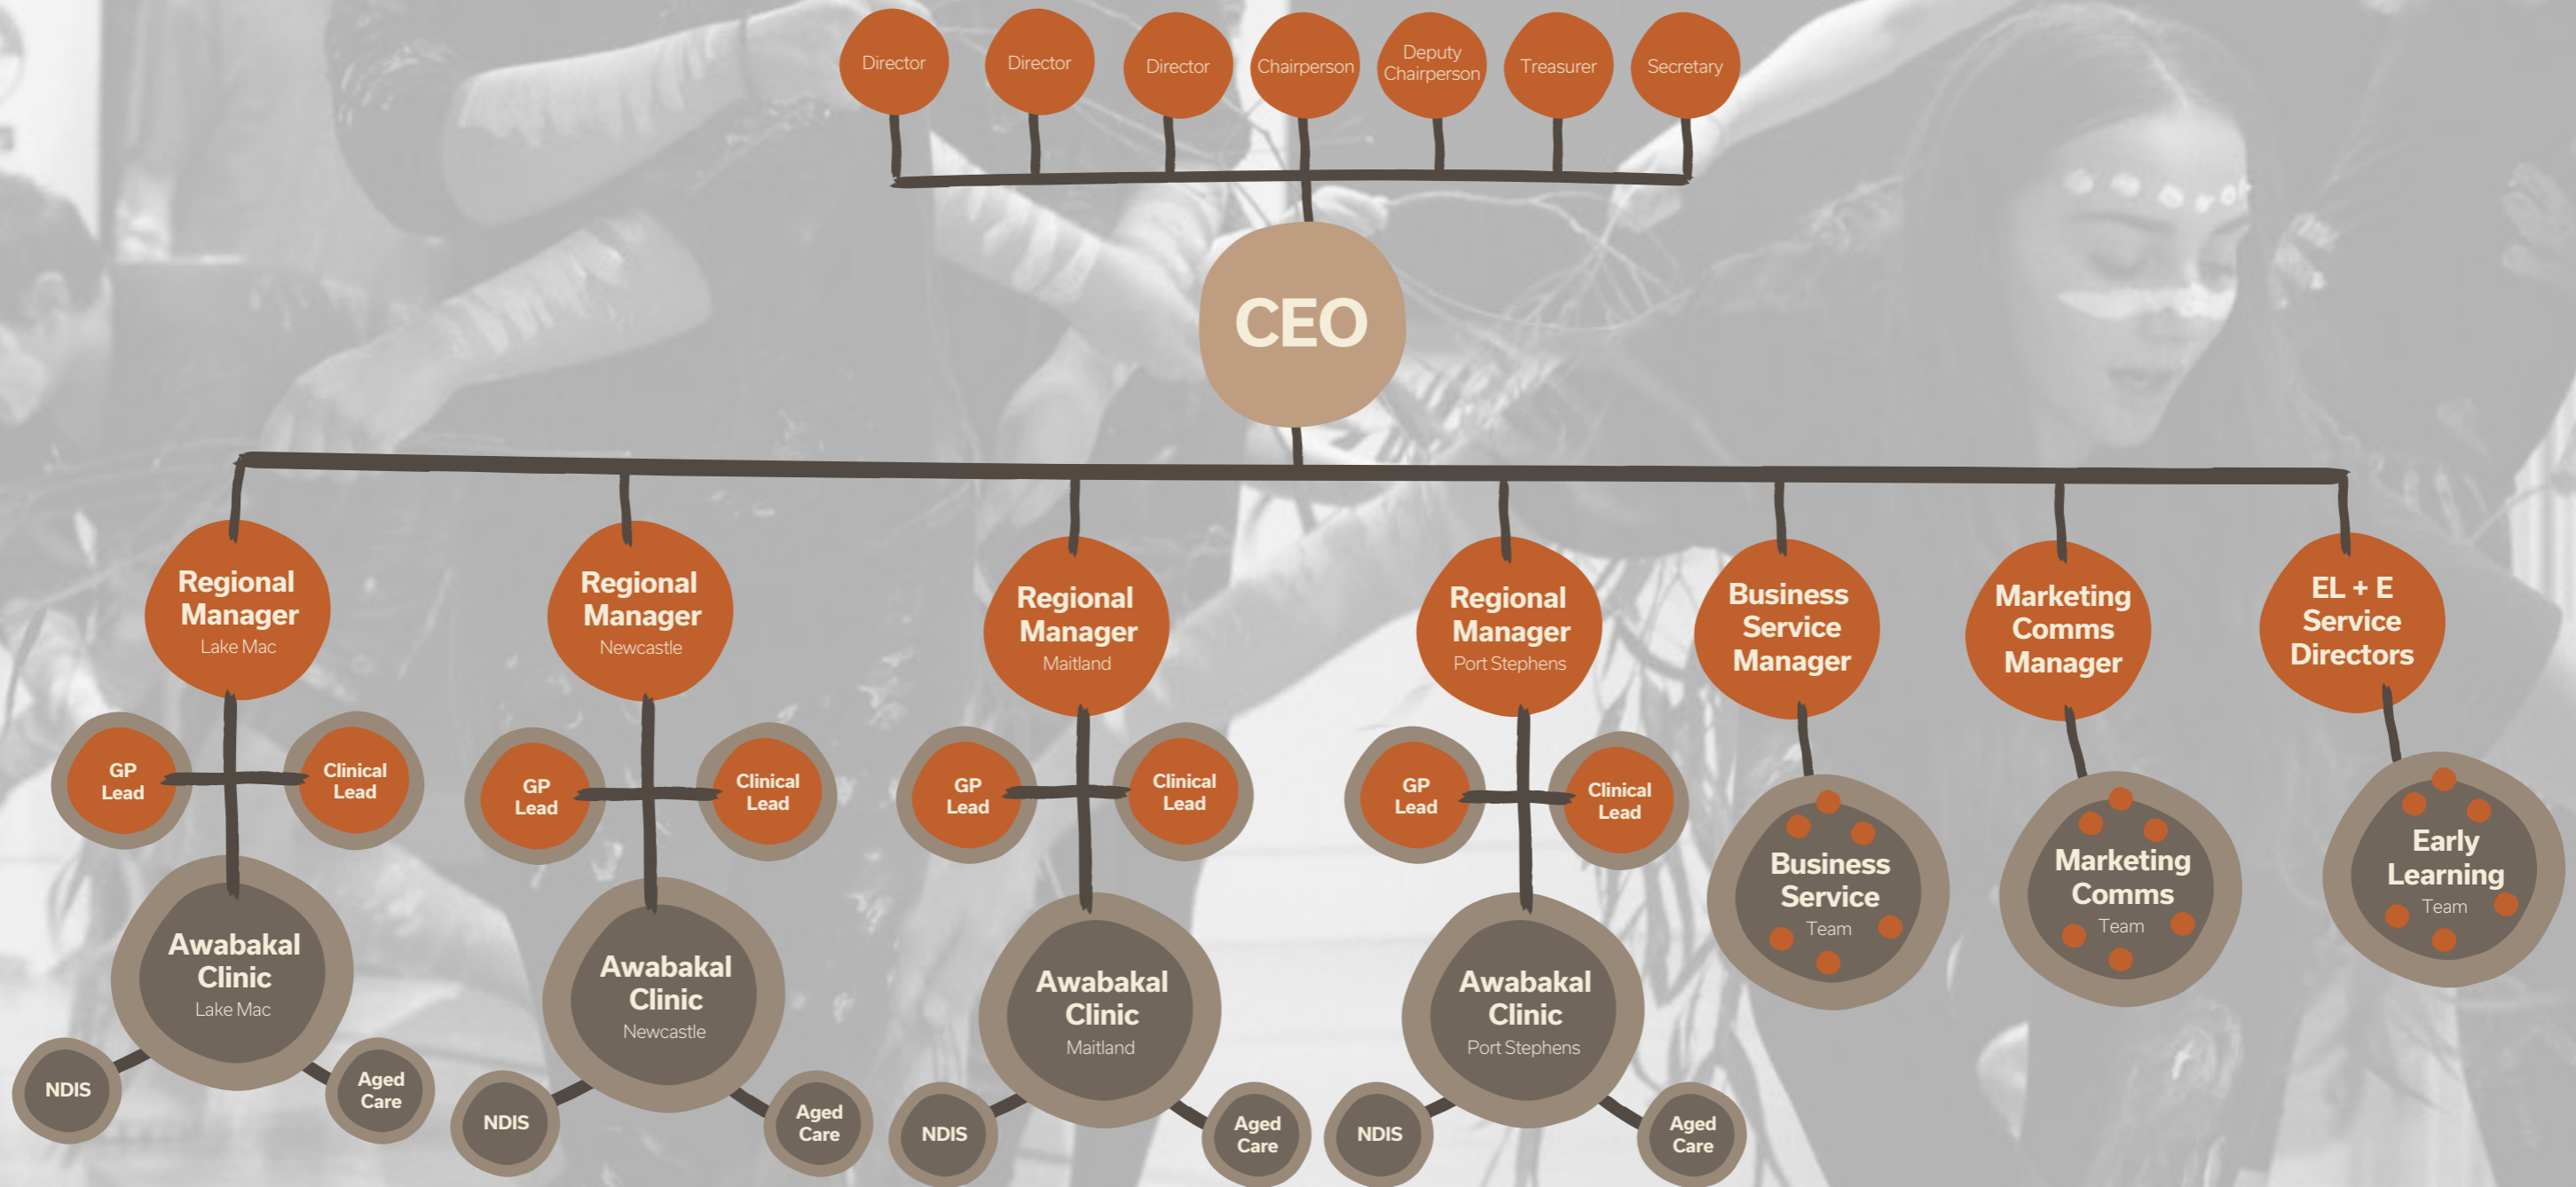 Director
Director
Director
Chairperson
Deputy
Chairperson
Treasurer
Secretary
CEO
Regional
Manager
Lake Mac
Regional
Manager
Newcastle
Regional
Manager
Maitland
Regional
Manager
Port Stephens
Business
Service
Manager
Marketing
Comms
Manager
EL + E
Service
Directors
GP
Lead
Clinical
Lead
GP
Lead
Clinical
Lead
GP
Lead
Clinical
Lead
GP
Lead
Clinical
Lead
Awabakal
Clinic
Lake Mac
Awabakal
Clinic
Newcastle
Awabakal
Clinic
Maitland
Awabakal
Clinic
Port Stephens
Business
Service
Team
Marketing
Comms
Team
Early
Learning
Team
NDIS
Aged
Care
NDIS
Aged
Care
NDIS
Aged
Care
NDIS
Aged
Care